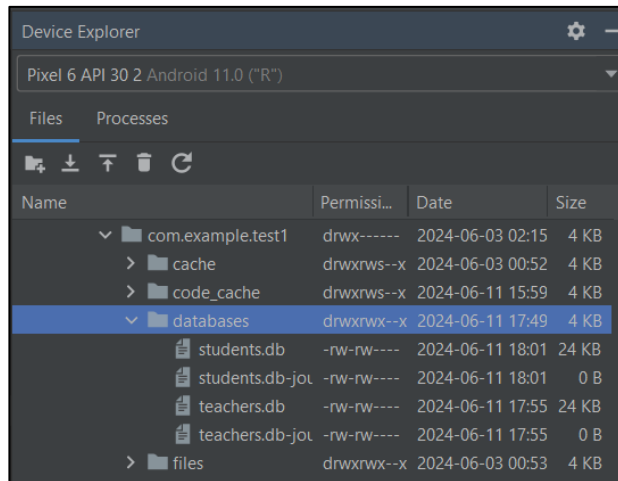 Device Explorer
Pixel 6 API 30 2 Android 11.0 ("R")
Files Processes
Name Permissi... Date Size
com.example.test1 drwx------ 2024-06-03 02:15 4 KB
cache drwxrws--x 2024-06-03 00:52 4 KB
code_cache drwxrws--x 2024-06-11 15:59 4 KB
databases drwxrwx--x 2024-06-11 17:49 4 KB
students.db -rw-rw---- 2024-06-11 18:01 24 KB
students.db-jou -rw-rw---- 2024-06-11 18:01 0 B
teachers.db -rw-rw---- 2024-06-11 17:55 24 KB
teachers.db-jou -rw-rw---- 2024-06-11 17:55 0 B
files drwxrwx--x 2024-06-03 00:53 4 KB